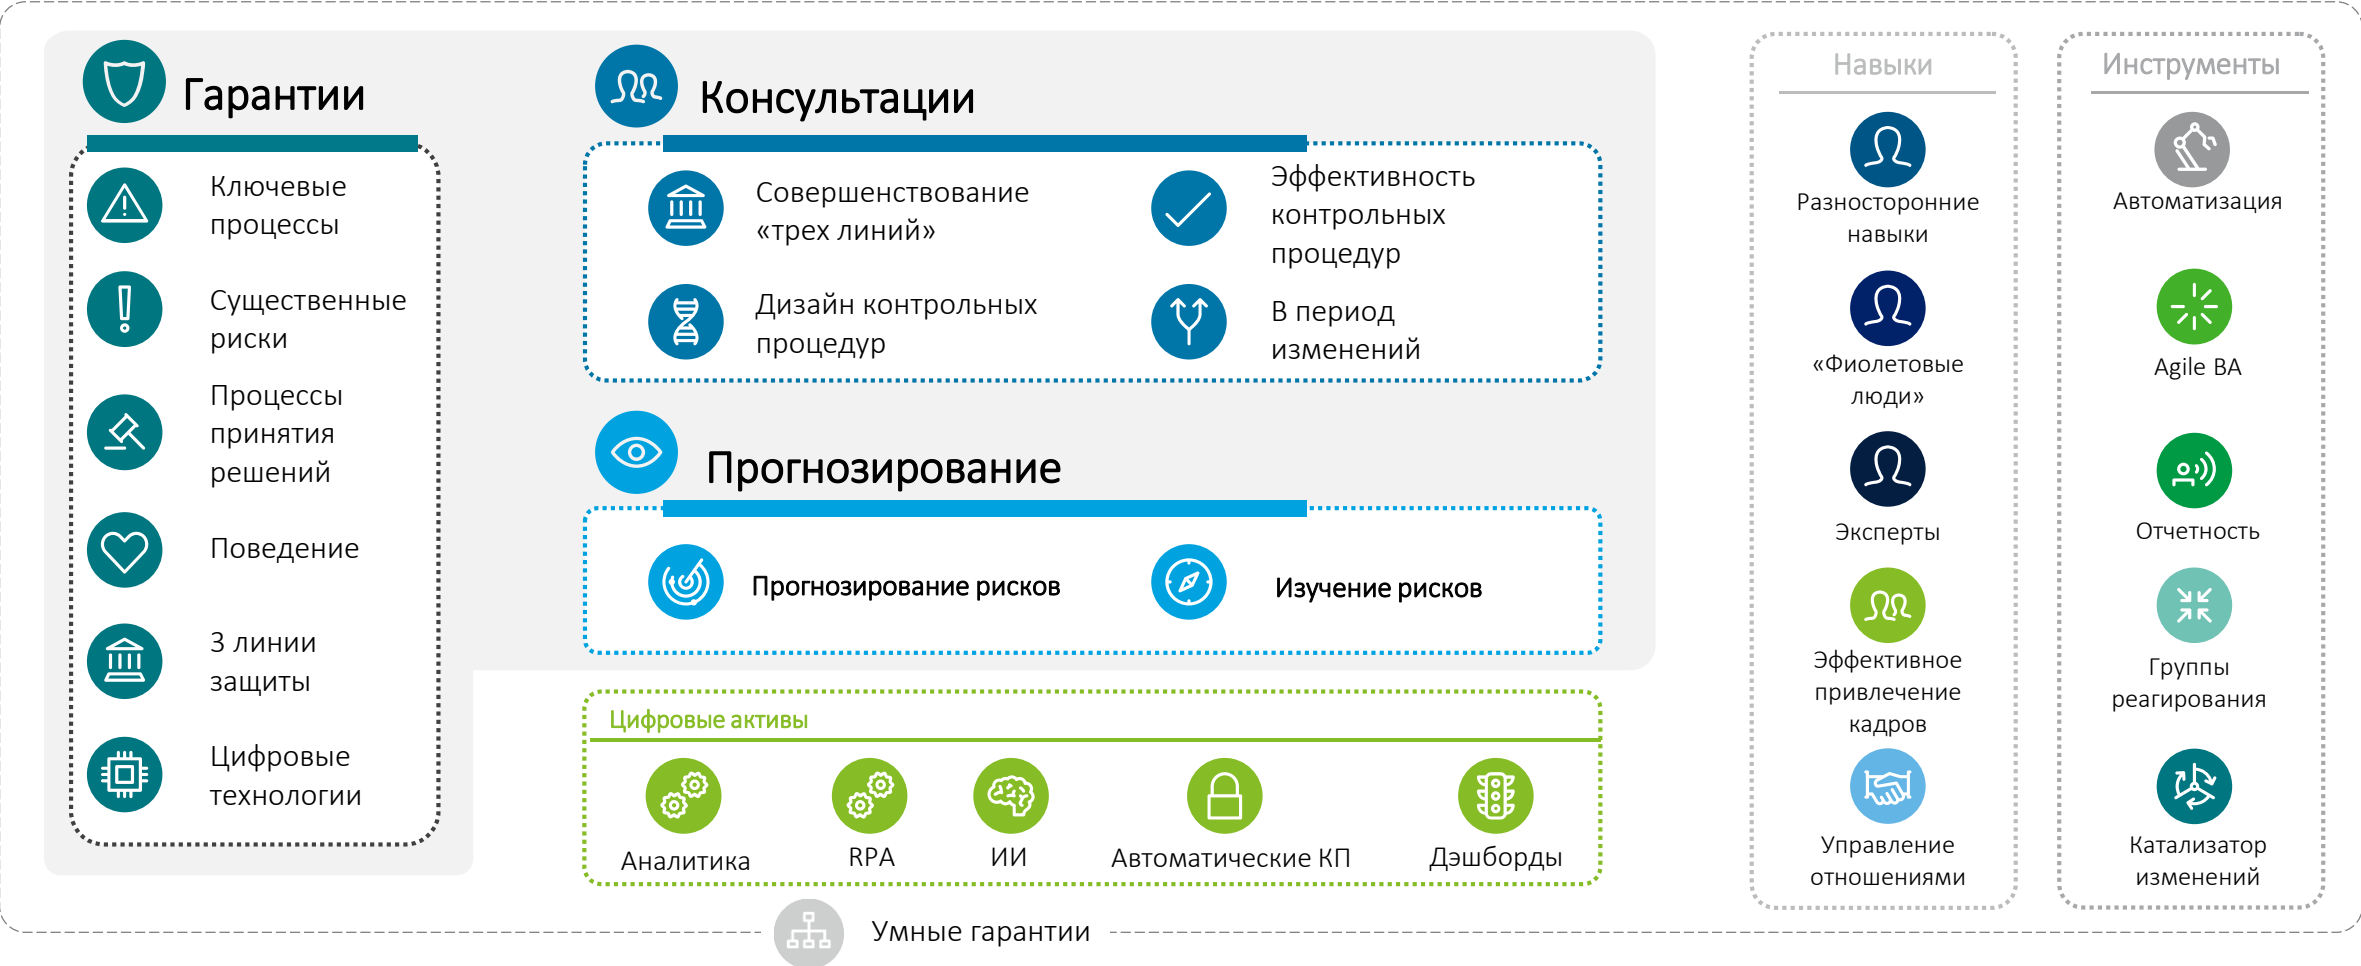 Гарантии
Ключевые
процессы
Существенные
риски
Процессы
принятия
решений
Поведение
3 линии
защиты
Цифровые
технологии
Консультации
Совершенствование
«трех линий»
Эффективность
контрольных
процедур
Дизайн контрольных
процедур
В период
изменений
Прогнозирование
Прогнозирование рисков
Изучение рисков
Цифровые активы
Аналитика
RPA
ИИ
Автоматические КП
Дэшборды
Навыки
Разносторонние
навыки
«Фиолетовые
люди»
Эксперты
Эффективное
привлечение
кадров
Управление
отношениями
Инструменты
Автоматизация
Agile ВА
Отчетность
Группы
реагирования
Катализатор
изменений
Умные гарантии